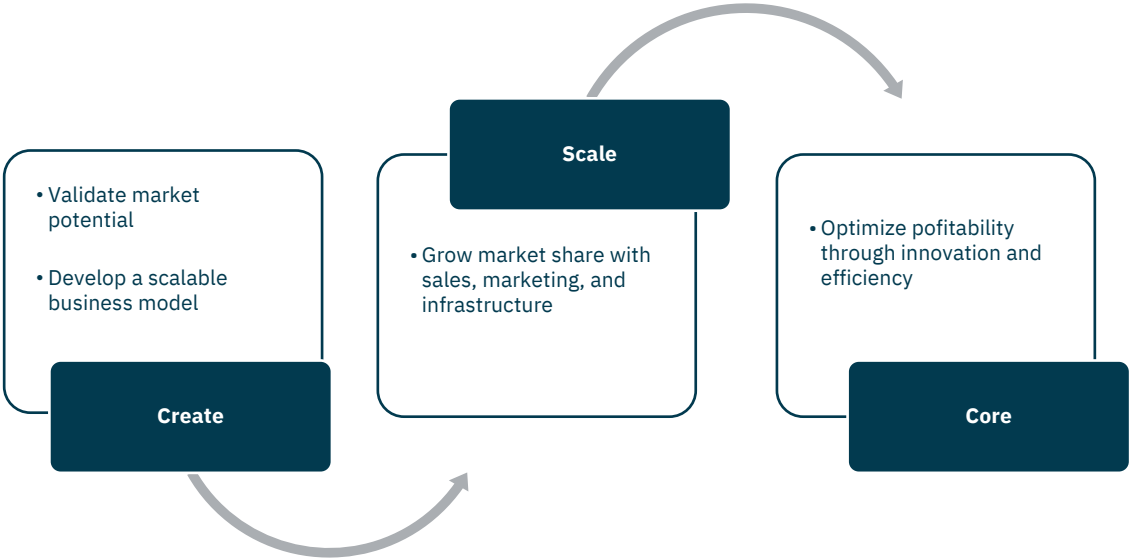 • Validate market
potential
• Develop a scalable
business model
Create
Scale
• Grow market share with
sales, marketing, and
infrastructure
• Optimize pofitability
through innovation and
efficiency
Core